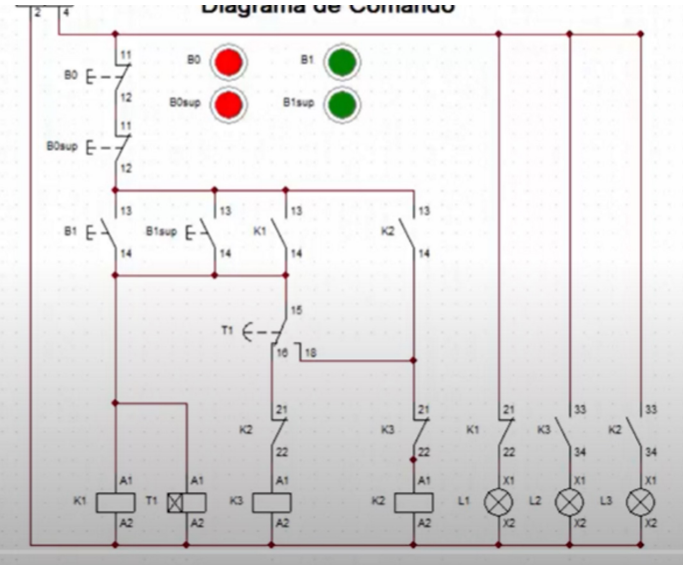 Diagrama de Comando
2 4
11
B0
12
B0 B1
B0sup B1sup
11
B0sup
12
13 13 13 13
B1 B1sup K1 K2
14 14 14 14
15
T1
16 18
21 21 21 33 33
K2 K3 K1 K3 K2
22 22 22 34 34
A1 A1 A1 A1 X1 X1 X1
K1 T1 K3 K2 L1 L2 L3
A2 A2 A2 A2 X2 X2 X2